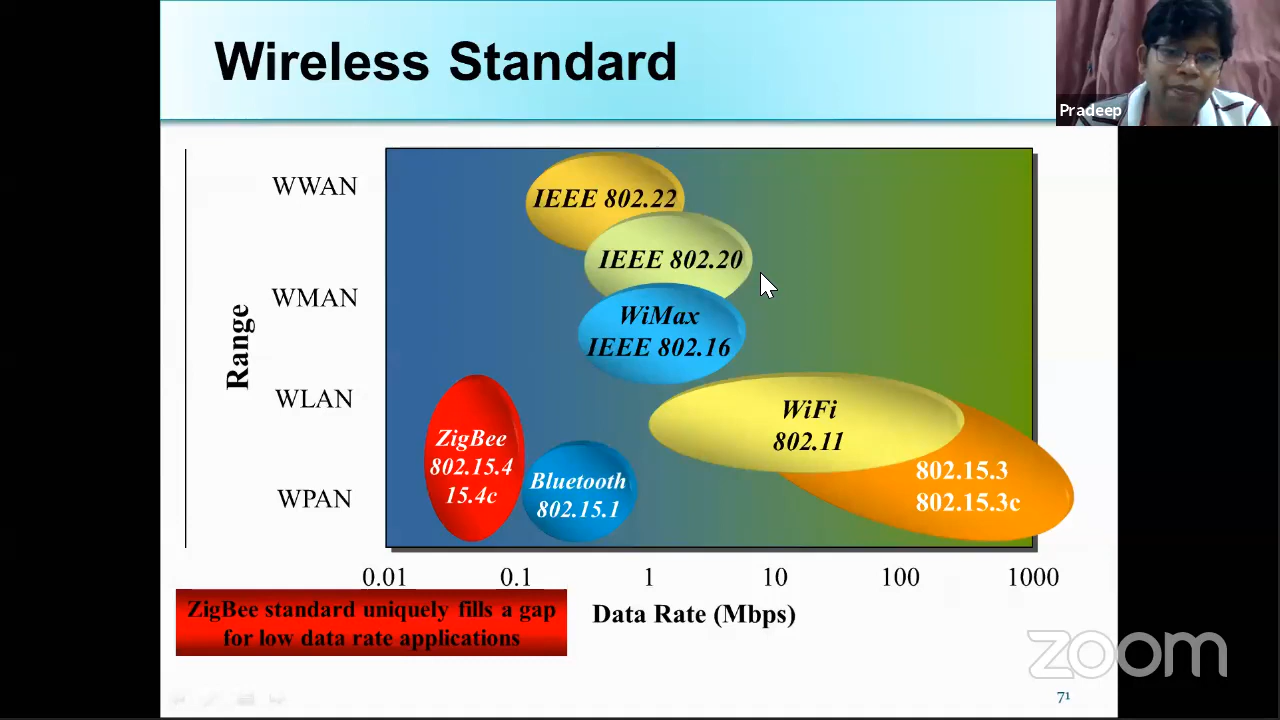 Wireless Standard
Pradeep
WWAN
WMAN
WLAN
WPAN
Range
IEEE 802.22
IEEE 802.20
WiMax
IEEE 802.16
WiFi
802.11
ZigBee
802.15.4
15.4c
Bluetooth
802.15.1
802.15.3
802.15.3c
0.01 0.1 1 10 100 1000
Data Rate (Mbps)
ZigBee standard uniquely fills a gap
for low data rate applications
zoom
71